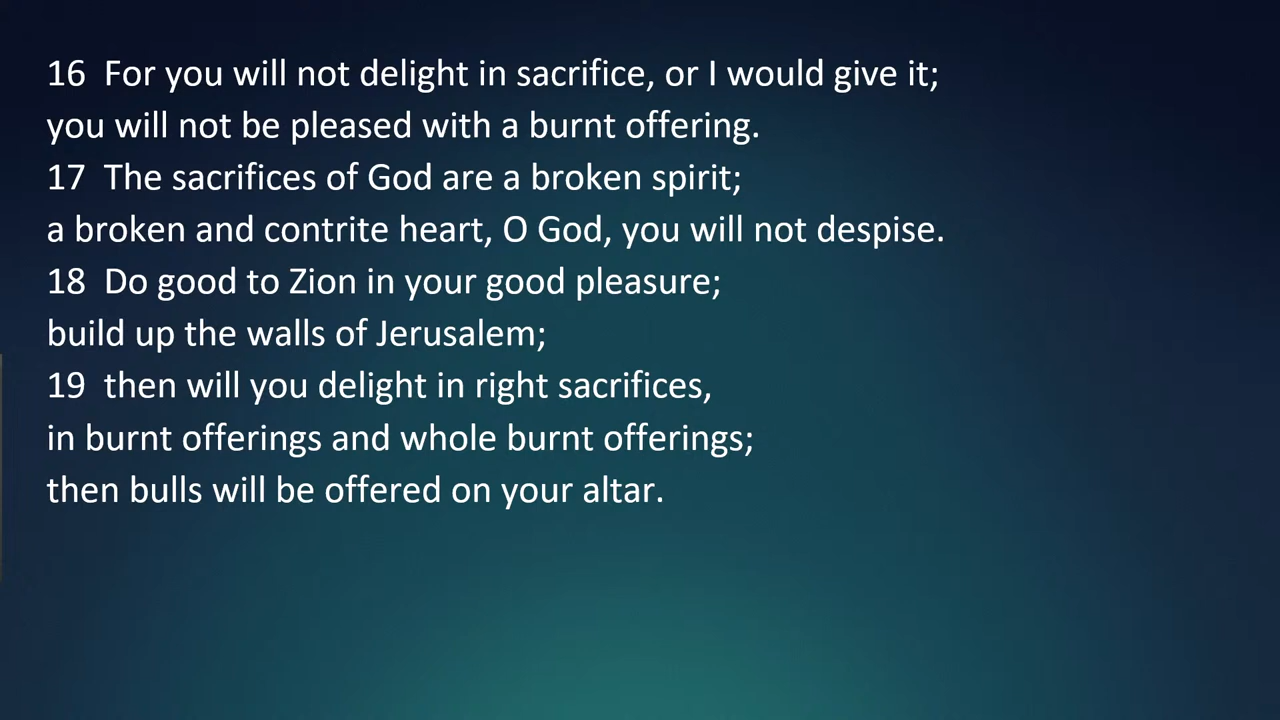 16  For you will not delight in sacrifice, or I would give it;
you will not be pleased with a burnt offering.
17  The sacrifices of God are a broken spirit;
a broken and contrite heart, O God, you will not despise.
18  Do good to Zion in your good pleasure;
build up the walls of Jerusalem;
19  then will you delight in right sacrifices,
in burnt offerings and whole burnt offerings;
then bulls will be offered on your altar.